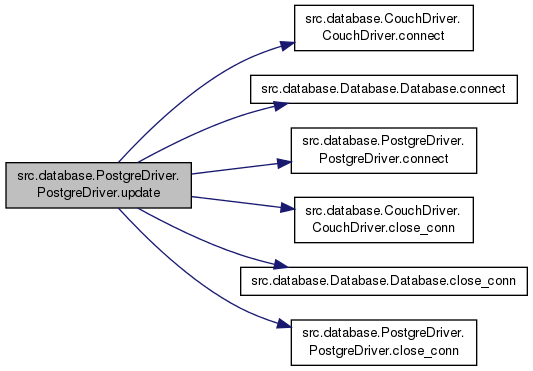 src.database.CouchDriver.
CouchDriver.connect
src.database.Database.Database.connect
src.database.PostgreDriver.
PostgreDriver.connect
src.database.PostgreDriver.
PostgreDriver.update
src.database.CouchDriver.
CouchDriver.close_conn
src.database.Database.Database.close_conn
src.database.PostgreDriver.
PostgreDriver.close_conn